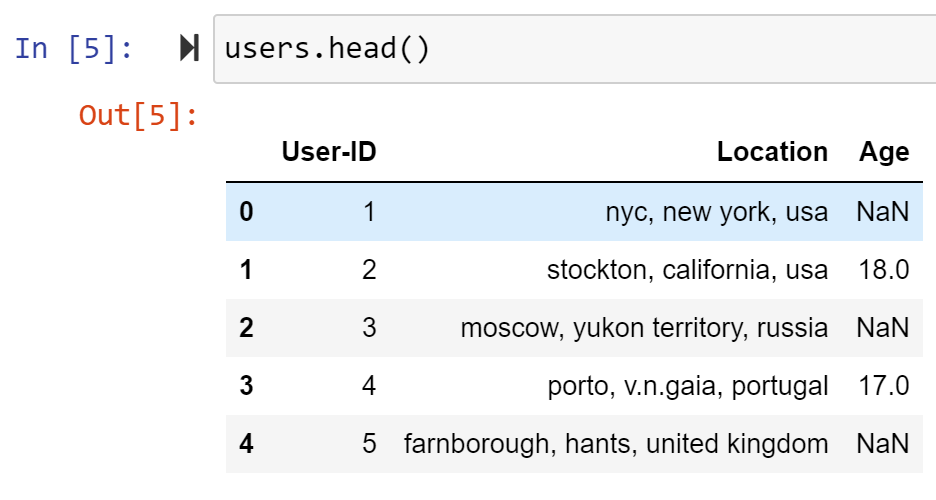 In [5]: users.head()
Out[5]:
User-ID Location Age
0 1 nyc, new york, usa NaN
1 2 stockton, california, usa 18.0
2 3 moscow, yukon territory, russia NaN
3 4 porto, v.n.gaia, portugal 17.0
4 5 farnborough, hants, united kingdom NaN